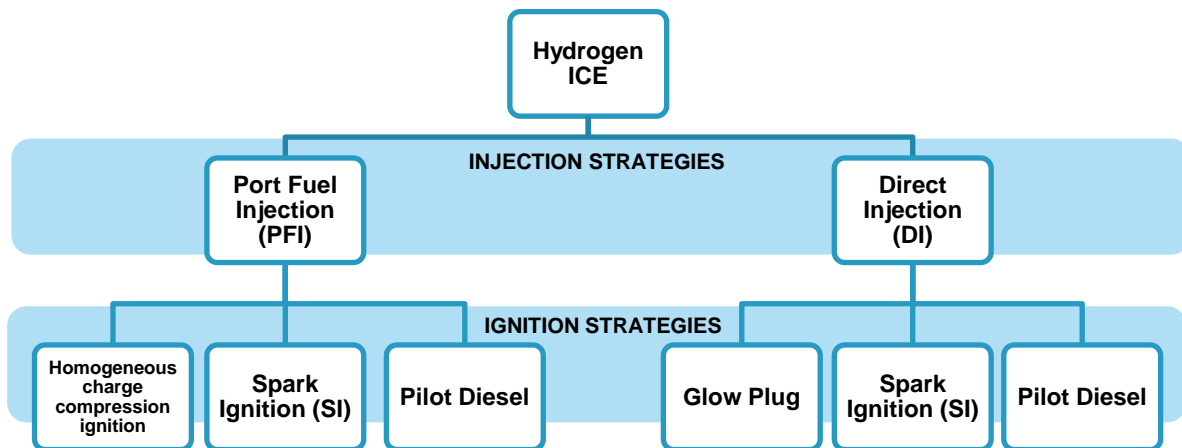 Hydrogen
ICE
INJECTION STRATEGIES
Port Fuel
Injection
(PFI)
Direct
Injection
(DI)
IGNITION STRATEGIES
Homogeneous
charge
compression
ignition
Spark
Ignition (SI)
Pilot Diesel
Glow Plug
Spark
Ignition (SI)
Pilot Diesel